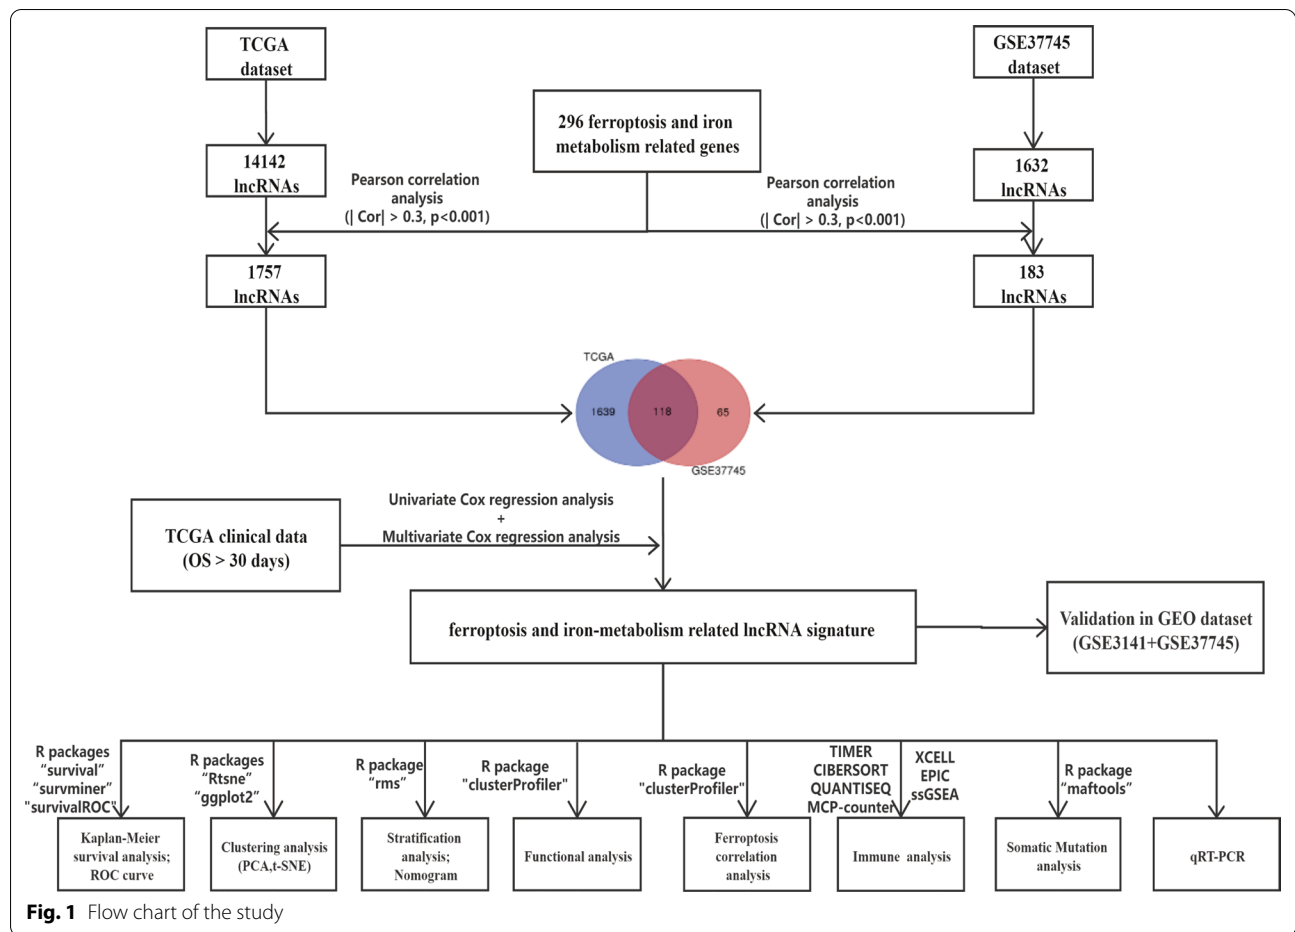 TCGA
dataset
GSE37745
dataset
296 ferroptosis and iron
metabolism related genes
14142
lncRNAs
1632
lncRNAs
Pearson correlation
analysis
(| Cor| > 0.3, p<0.001)
Pearson correlation
analysis
(| Cor| > 0.3, p<0.001)
1757
lncRNAs
183
lncRNAs
TCGA
1639
118
65
GSE37745
Univariate Cox regression analysis
+
Multivariate Cox regression analysis
TCGA clinical data
(OS > 30 days)
ferroptosis and iron-metabolism related lncRNA signature
Validation in GEO dataset
(GSE3141+GSE37745)
R packages
“survival”
“survminer
"survivalROC"
R packages
“Rtsne”
“ggplot2”
R package
“rms”
R package
"clusterProfiler"
R package
"clusterProfiler"
TIMER
CIBERSORT
QUANTISEQ
MCP-counter
XCELL
EPIC
ssGSEA
R package
“maftools”
Kaplan-Meier
survival analysis;
ROC curve
Clustering analysis
(PCA,t-SNE)
Stratification
analysis;
Nomogram
Functional analysis
Ferroptosis
correlation
analysis
Immune analysis
Somatic Mutation
analysis
qRT-PCR
Fig. 1 Flow chart of the study